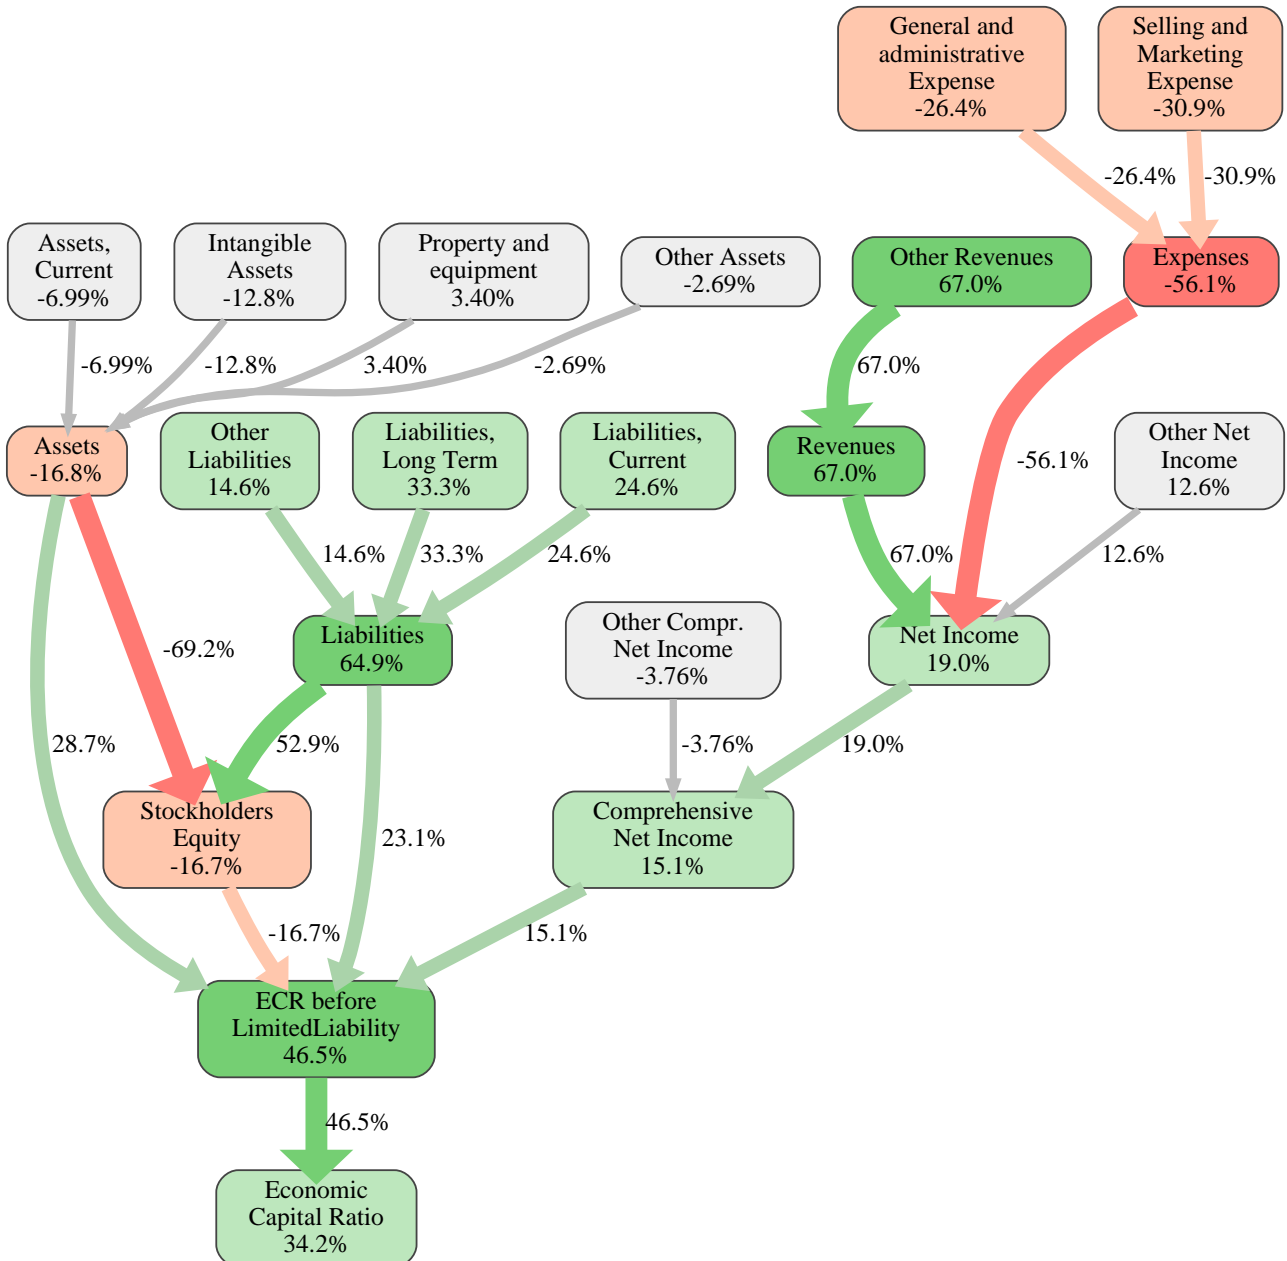 General and
administrative
Expense
-26.4%
Selling and
Marketing
Expense
-30.9%
-26.4%
-30.9%
Assets,
Current
-6.99%
Intangible
Assets
-12.8%
Property and
equipment
3.40%
Other Assets
-2.69%
Other Revenues
67.0%
Expenses
-56.1%
-6.99%
-12.8%
3.40%
-2.69%
67.0%
-56.1%
Assets
-16.8%
Other
Liabilities
14.6%
Liabilities,
Long Term
33.3%
Liabilities,
Current
24.6%
Revenues
67.0%
Other Net
Income
12.6%
14.6%
33.3%
24.6%
67.0%
12.6%
-69.2%
Liabilities
64.9%
Other Compr.
Net Income
-3.76%
Net Income
19.0%
28.7%
52.9%
-3.76%
19.0%
Stockholders
Equity
-16.7%
23.1%
Comprehensive
Net Income
15.1%
-16.7%
15.1%
ECR before
LimitedLiability
46.5%
46.5%
Economic
Capital Ratio
34.2%